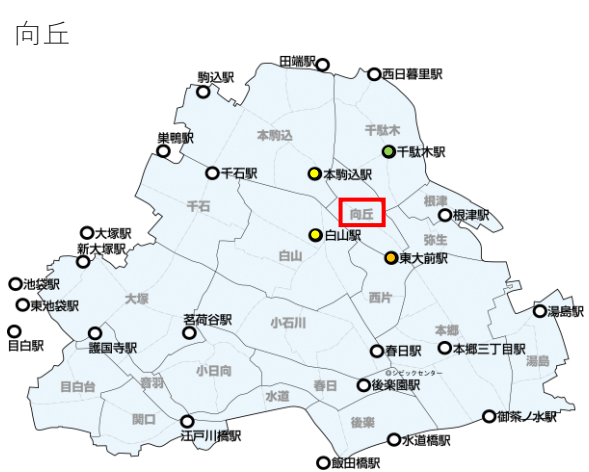 向丘
田端駅
西日暮里駅
駒込駅
本駒込
千駄木
巣鴨駅
千駄木駅
千石駅
本駒込駅
千石
向丘
根津
根津駅
大塚駅
白山駅
弥生
新大塚駅
白山
東大前駅
池袋駅
大塚
西片
東池袋駅
湯島駅
茗荷谷駅
小石川
本郷
目白駅
護国寺駅
春日駅
本郷三丁目駅
湯島
小日向
◎シビックセンター
目白台
音羽
春日
後楽園駅
水道
関口
後楽
御茶ノ水駅
江戸川橋駅
水道橋駅
飯田橋駅